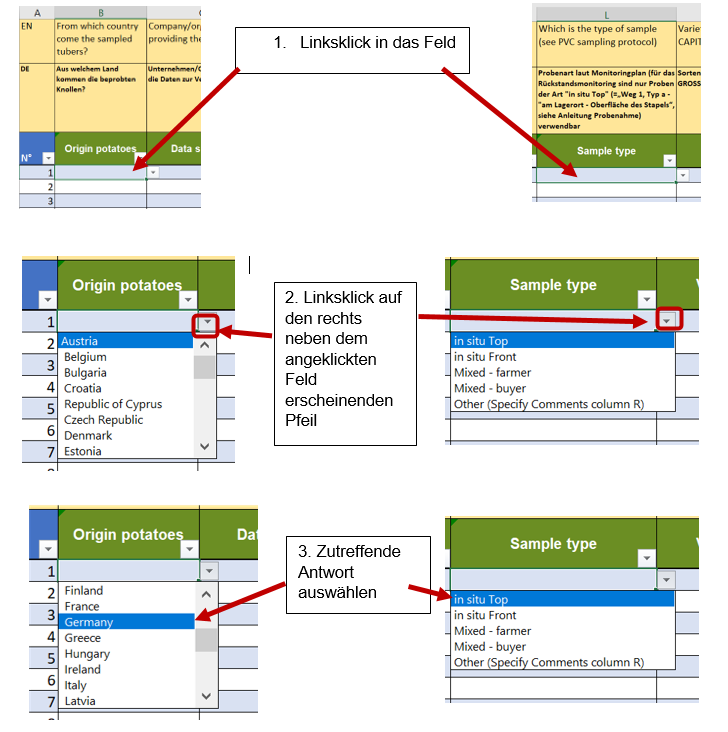 A
B
EN
From which country
come the sampled
tubers?
Company/or
providing the
DE
Aus welchem Land
kommen die beprobten
Knollen?
Unternehmen/O
die Daten zur Ve
N°
Origin potatoes
Data s
1
2
3
1. Linksklick in das Feld
L
Which is the type of sample
(see PVC sampling protocol)
Varie
CAPIT
Probenart laut Monitoringplan (für das
Rückstandsmonitoring sind nur Proben
der Art "in situ Top" (=„Weg 1, Typ a -
"am Lagerort - Oberfläche des Stapels",
siehe Anleitung Probenahme)
verwendbar
Sorten
GROSS
Sample type
Origin potatoes
1
2
3
4
5
6
7
Austria
Belgium
Bulgaria
Croatia
Republic of Cyprus
Czech Republic
Denmark
Estonia
2. Linksklick auf
den rechts
neben dem
angeklickten
Feld
erscheinenden
Pfeil
Sample type
in situ Top
in situ Front
Mixed - farmer
Mixed - buyer
Other (Specify Comments column R)
Origin potatoes
Dat
1
2
3
4
5
6
7
Finland
France
Germany
Greece
Hungary
Ireland
Italy
Latvia
3. Zutreffende
Antwort
auswählen
Sample type
in situ Top
in situ Front
Mixed - farmer
Mixed - buyer
Other (Specify Comments column R)